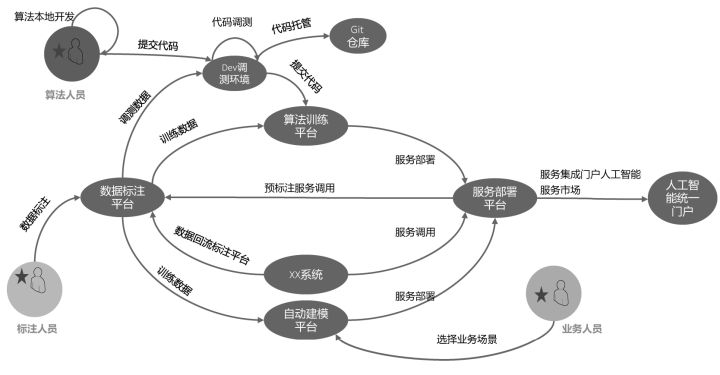 算法本地开发
算法人员
提交代码
代码调测
代码托管
Git
仓库
Dev调
测环境
提交代码
调测数据
训练数据
算法训练
平台
服务部署
数据标注
平台
预标注服务调用
服务部署
平台
服务集成门户人工智能
服务市场
人工智
能统一
门户
数据标注
标注人员
数据回流标注平台
XX系统
服务调用
训练数据
自动建模
平台
服务部署
选择业务场景
业务人员